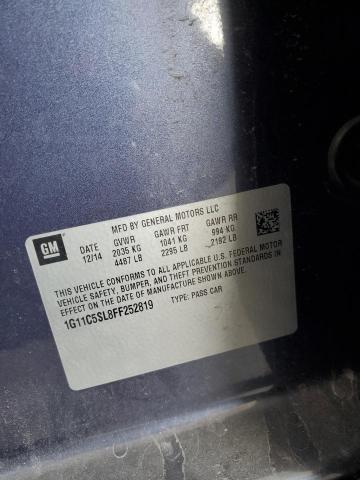 MFD BY GENERAL MOTORS LLC
GM
DATE GVWR GAWR FRT GAWR RR
12/14 2035 KG 1041 KG 994 KG
4487 LB 2295 LB 2192 LB
THIS VEHICLE CONFORMS TO ALL APPLICABLE U.S. FEDERAL MOTOR
VEHICLE SAFETY, BUMPER, AND THEFT PREVENTION STANDARDS IN
EFFECT ON THE DATE OF MANUFACTURE SHOWN ABOVE.
1G11C5SL8FF252819 TYPE: PASS CAR